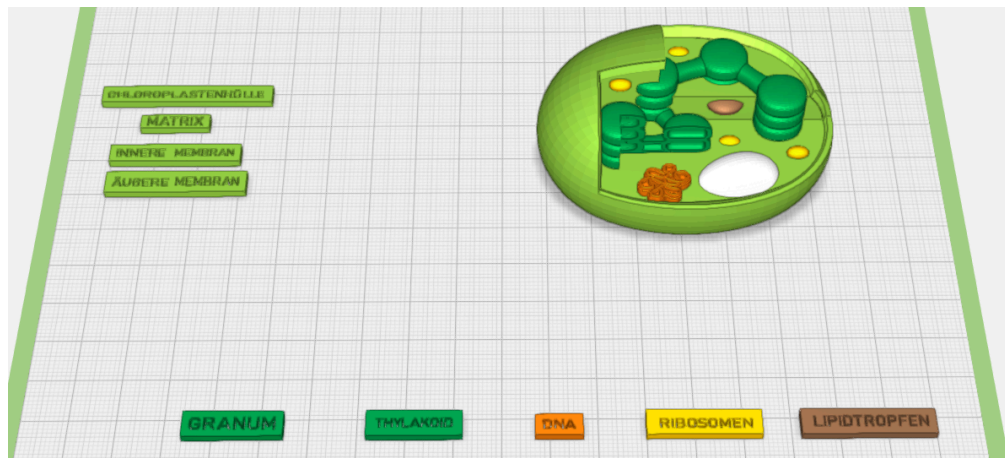 CHLOROPLASTENHÜLLE
MATRIX
INNERE MEMBRAN
ÄUßERE MEMBRAN
GRANUM
THYLAKOID
DNA
RIBOSOMEN
LIPIDTROPFEN